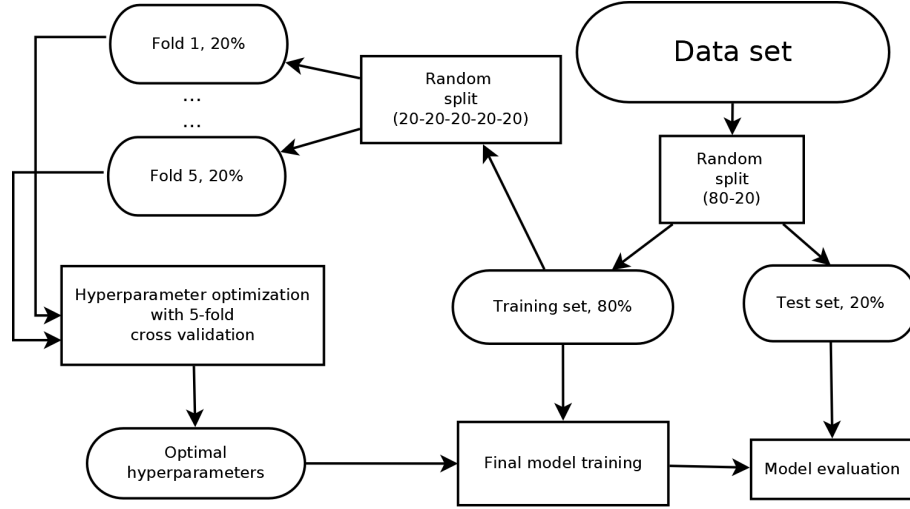 Fold 1, 20%
...
...
Fold 5, 20%
Random
split
(20-20-20-20-20)
Data set
Random
split
(80-20)
Training set, 80%
Test set, 20%
Hyperparameter optimization
with 5-fold
cross validation
Optimal
hyperparameters
Final model training
Model evaluation